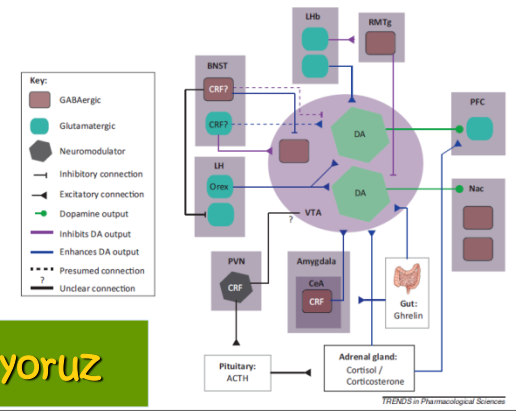 Key:
GABAergic
Glutamatergic
Neuromodulator
Inhibitory connection
Excitatory connection
Dopamine output
Inhibits DA output
Enhances DA output
Presumed connection
?
Unclear connection
LHb
RMTg
BNST
CRF?
CRF?
DA
PFC
LH
Orex
DA
Nac
VTA
?
PVN
CRF
Amygdala
CeA
CRF
Gut:
Ghrelin
Pituitary:
ACTH
Adrenal gland:
Cortisol /
Corticosterone
TRENDS in Pharmacological Sciences
yoruz